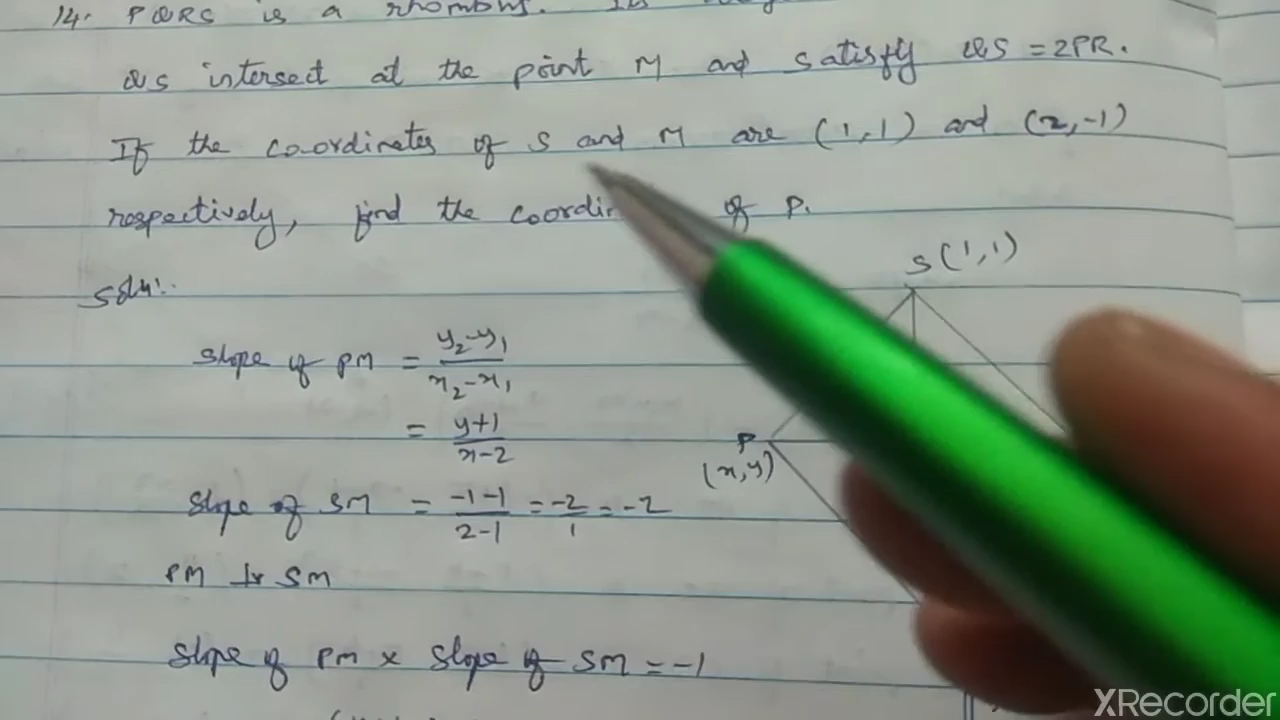 14. PQRS is a rhombus.
QS intersect at the point M and satisfy QS = 2PR.
If the coordinates of S and M are (1,1) and (2,-1)
respectively, find the of P.
Soln:
S(1,1)
Slope of PM = y₂-y₁/x₂-x₁
= y+1/x-2
P
(x,y)
Slope of SM = -1-1/2-1 = -2/1 = -2
PM ⊥r SM
Slope of PM × Slope of SM = -1
XRecorder